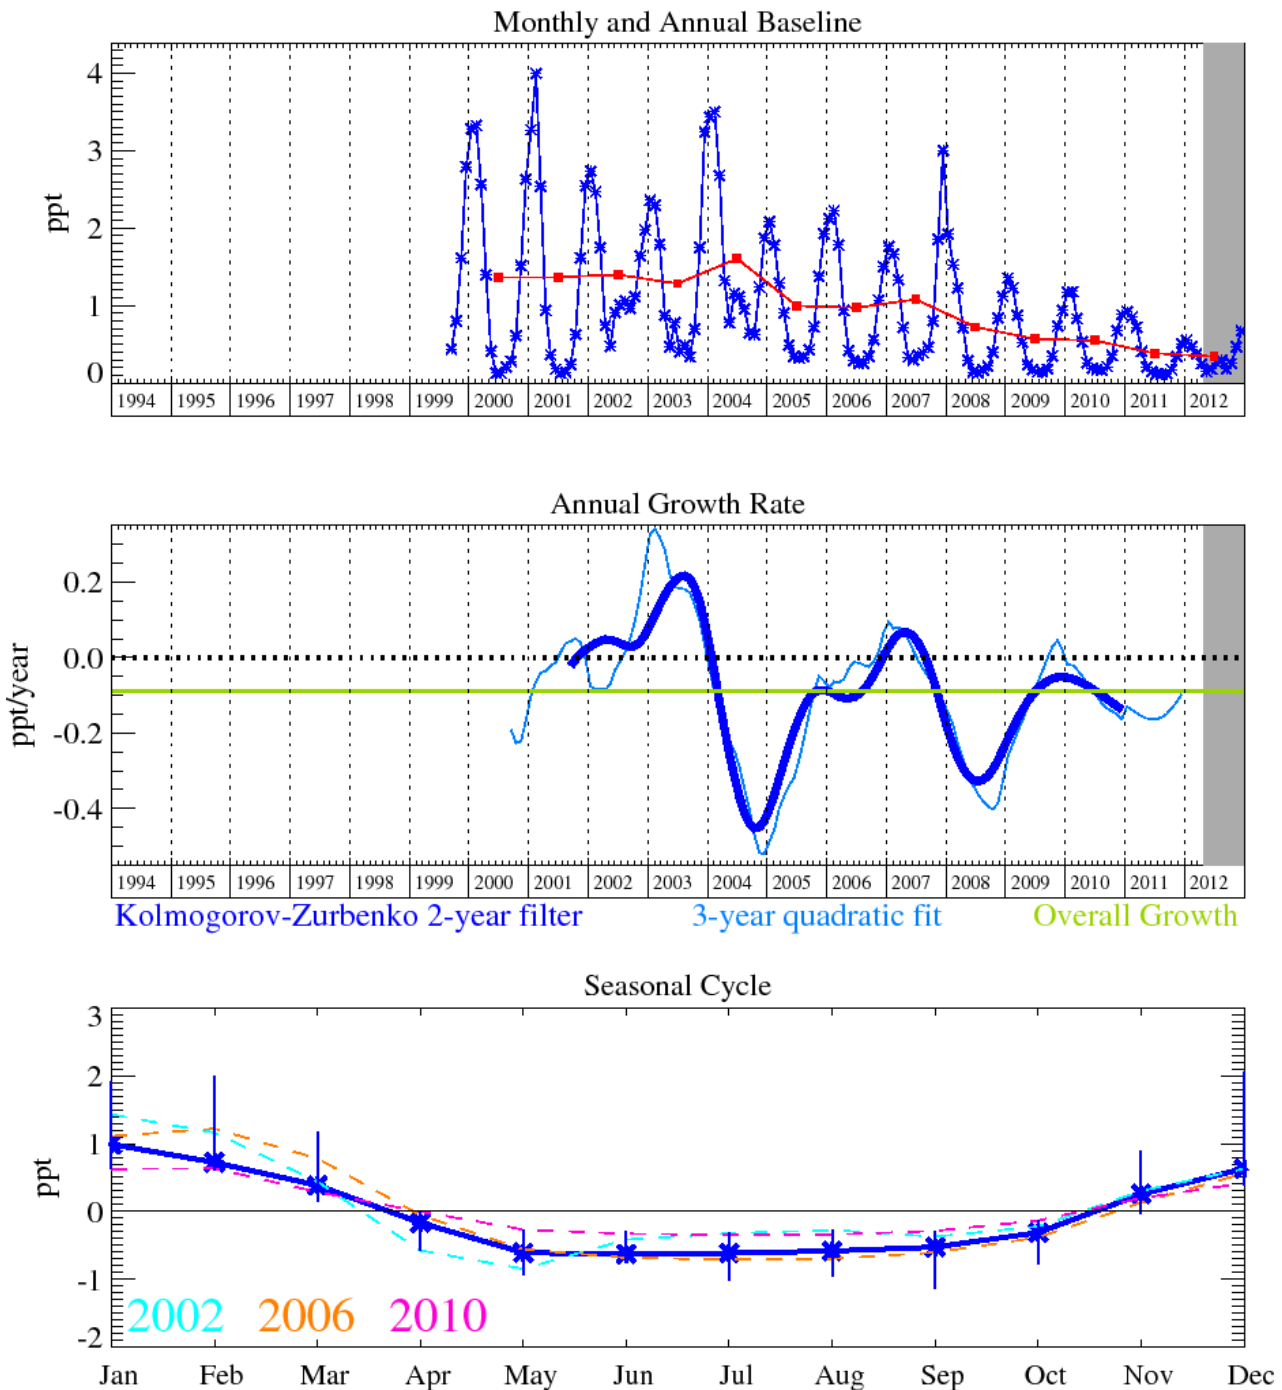 Monthly and Annual Baseline
4
3
2
1
0
ppt
1994 1995 1996 1997 1998 1999 2000 2001 2002 2003 2004 2005 2006 2007 2008 2009 2010 2011 2012
Annual Growth Rate
0.2
0.0
-0.2
-0.4
ppt/year
1994 1995 1996 1997 1998 1999 2000 2001 2002 2003 2004 2005 2006 2007 2008 2009 2010 2011 2012
Kolmogorov-Zurbenko 2-year filter 3-year quadratic fit Overall Growth
Seasonal Cycle
3
2
1
0
-1
-2
ppt
2002 2006 2010
Jan Feb Mar Apr May Jun Jul Aug Sep Oct Nov Dec